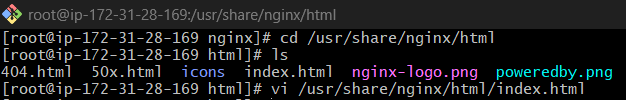 root@ip-172-31-28-169:/usr/share/nginx/html
[root@ip-172-31-28-169 nginx]# cd /usr/share/nginx/html
[root@ip-172-31-28-169 html]# ls
404.html 50x.html icons index.html nginx-logo.png poweredby.png
[root@ip-172-31-28-169 html]# vi /usr/share/nginx/html/index.html